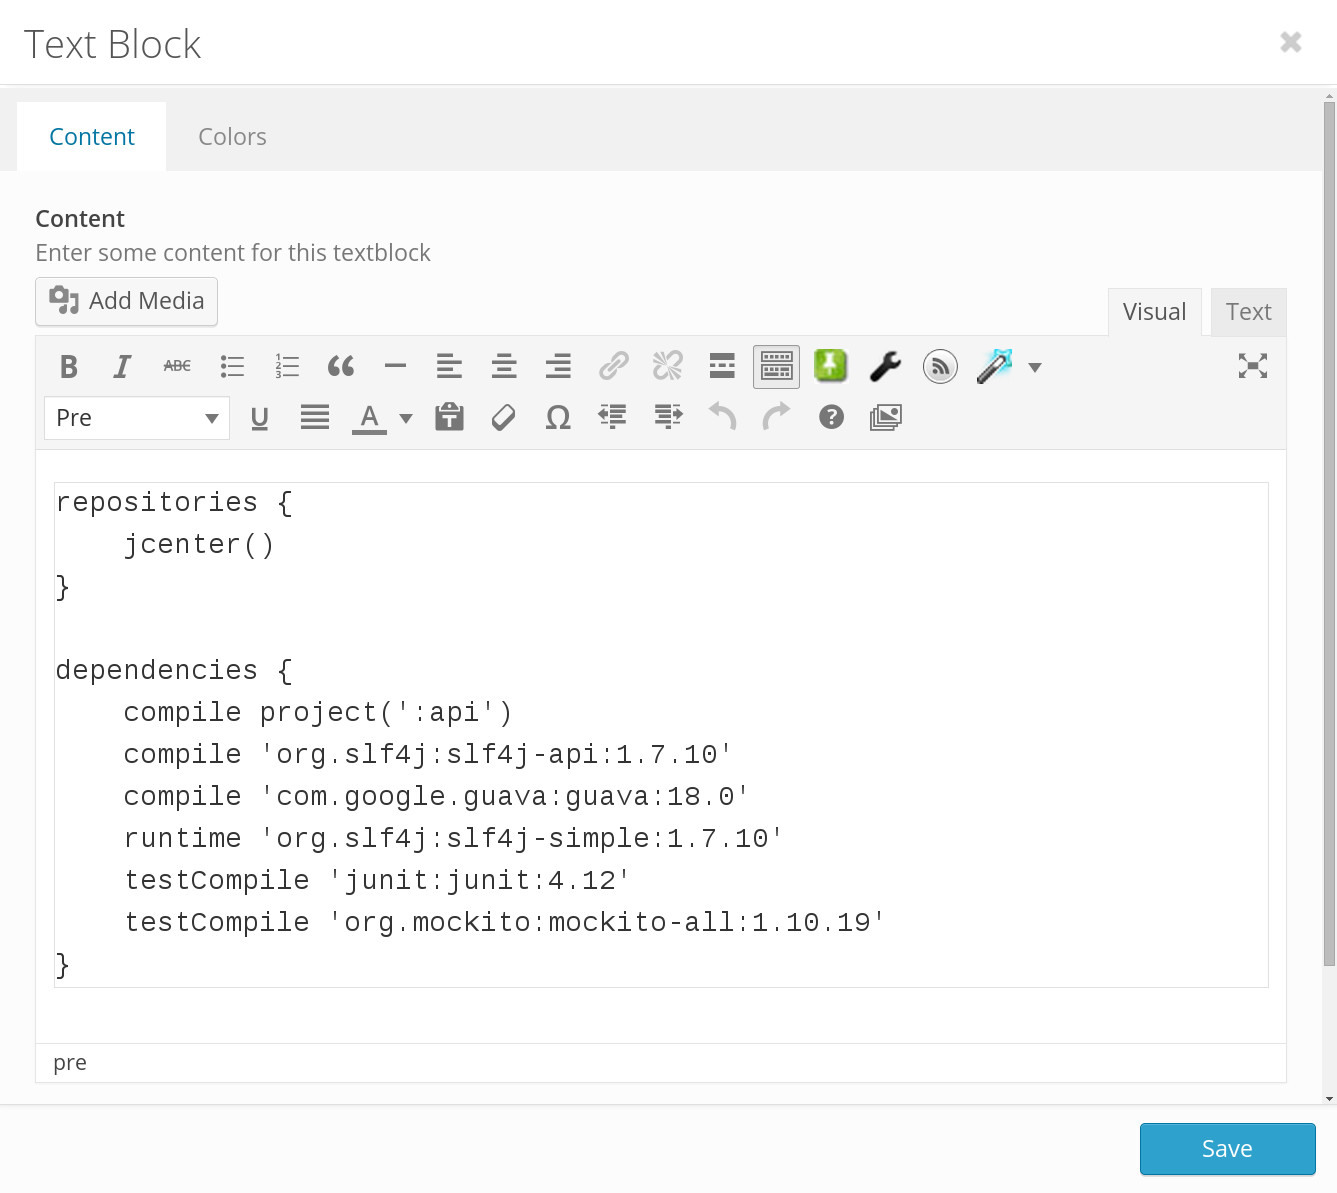 Text Block
Content
Colors
Content
Enter some content for this textblock
Add Media
Visual
Text
B I ABC
Pre
U A
repositories {
    jcenter()
}
dependencies {
    compile project(':api')
    compile 'org.slf4j:slf4j-api:1.7.10'
    compile 'com.google.guava:guava:18.0'
    runtime 'org.slf4j:slf4j-simple:1.7.10'
    testCompile 'junit:junit:4.12'
    testCompile 'org.mockito:mockito-all:1.10.19'
}
pre
Save